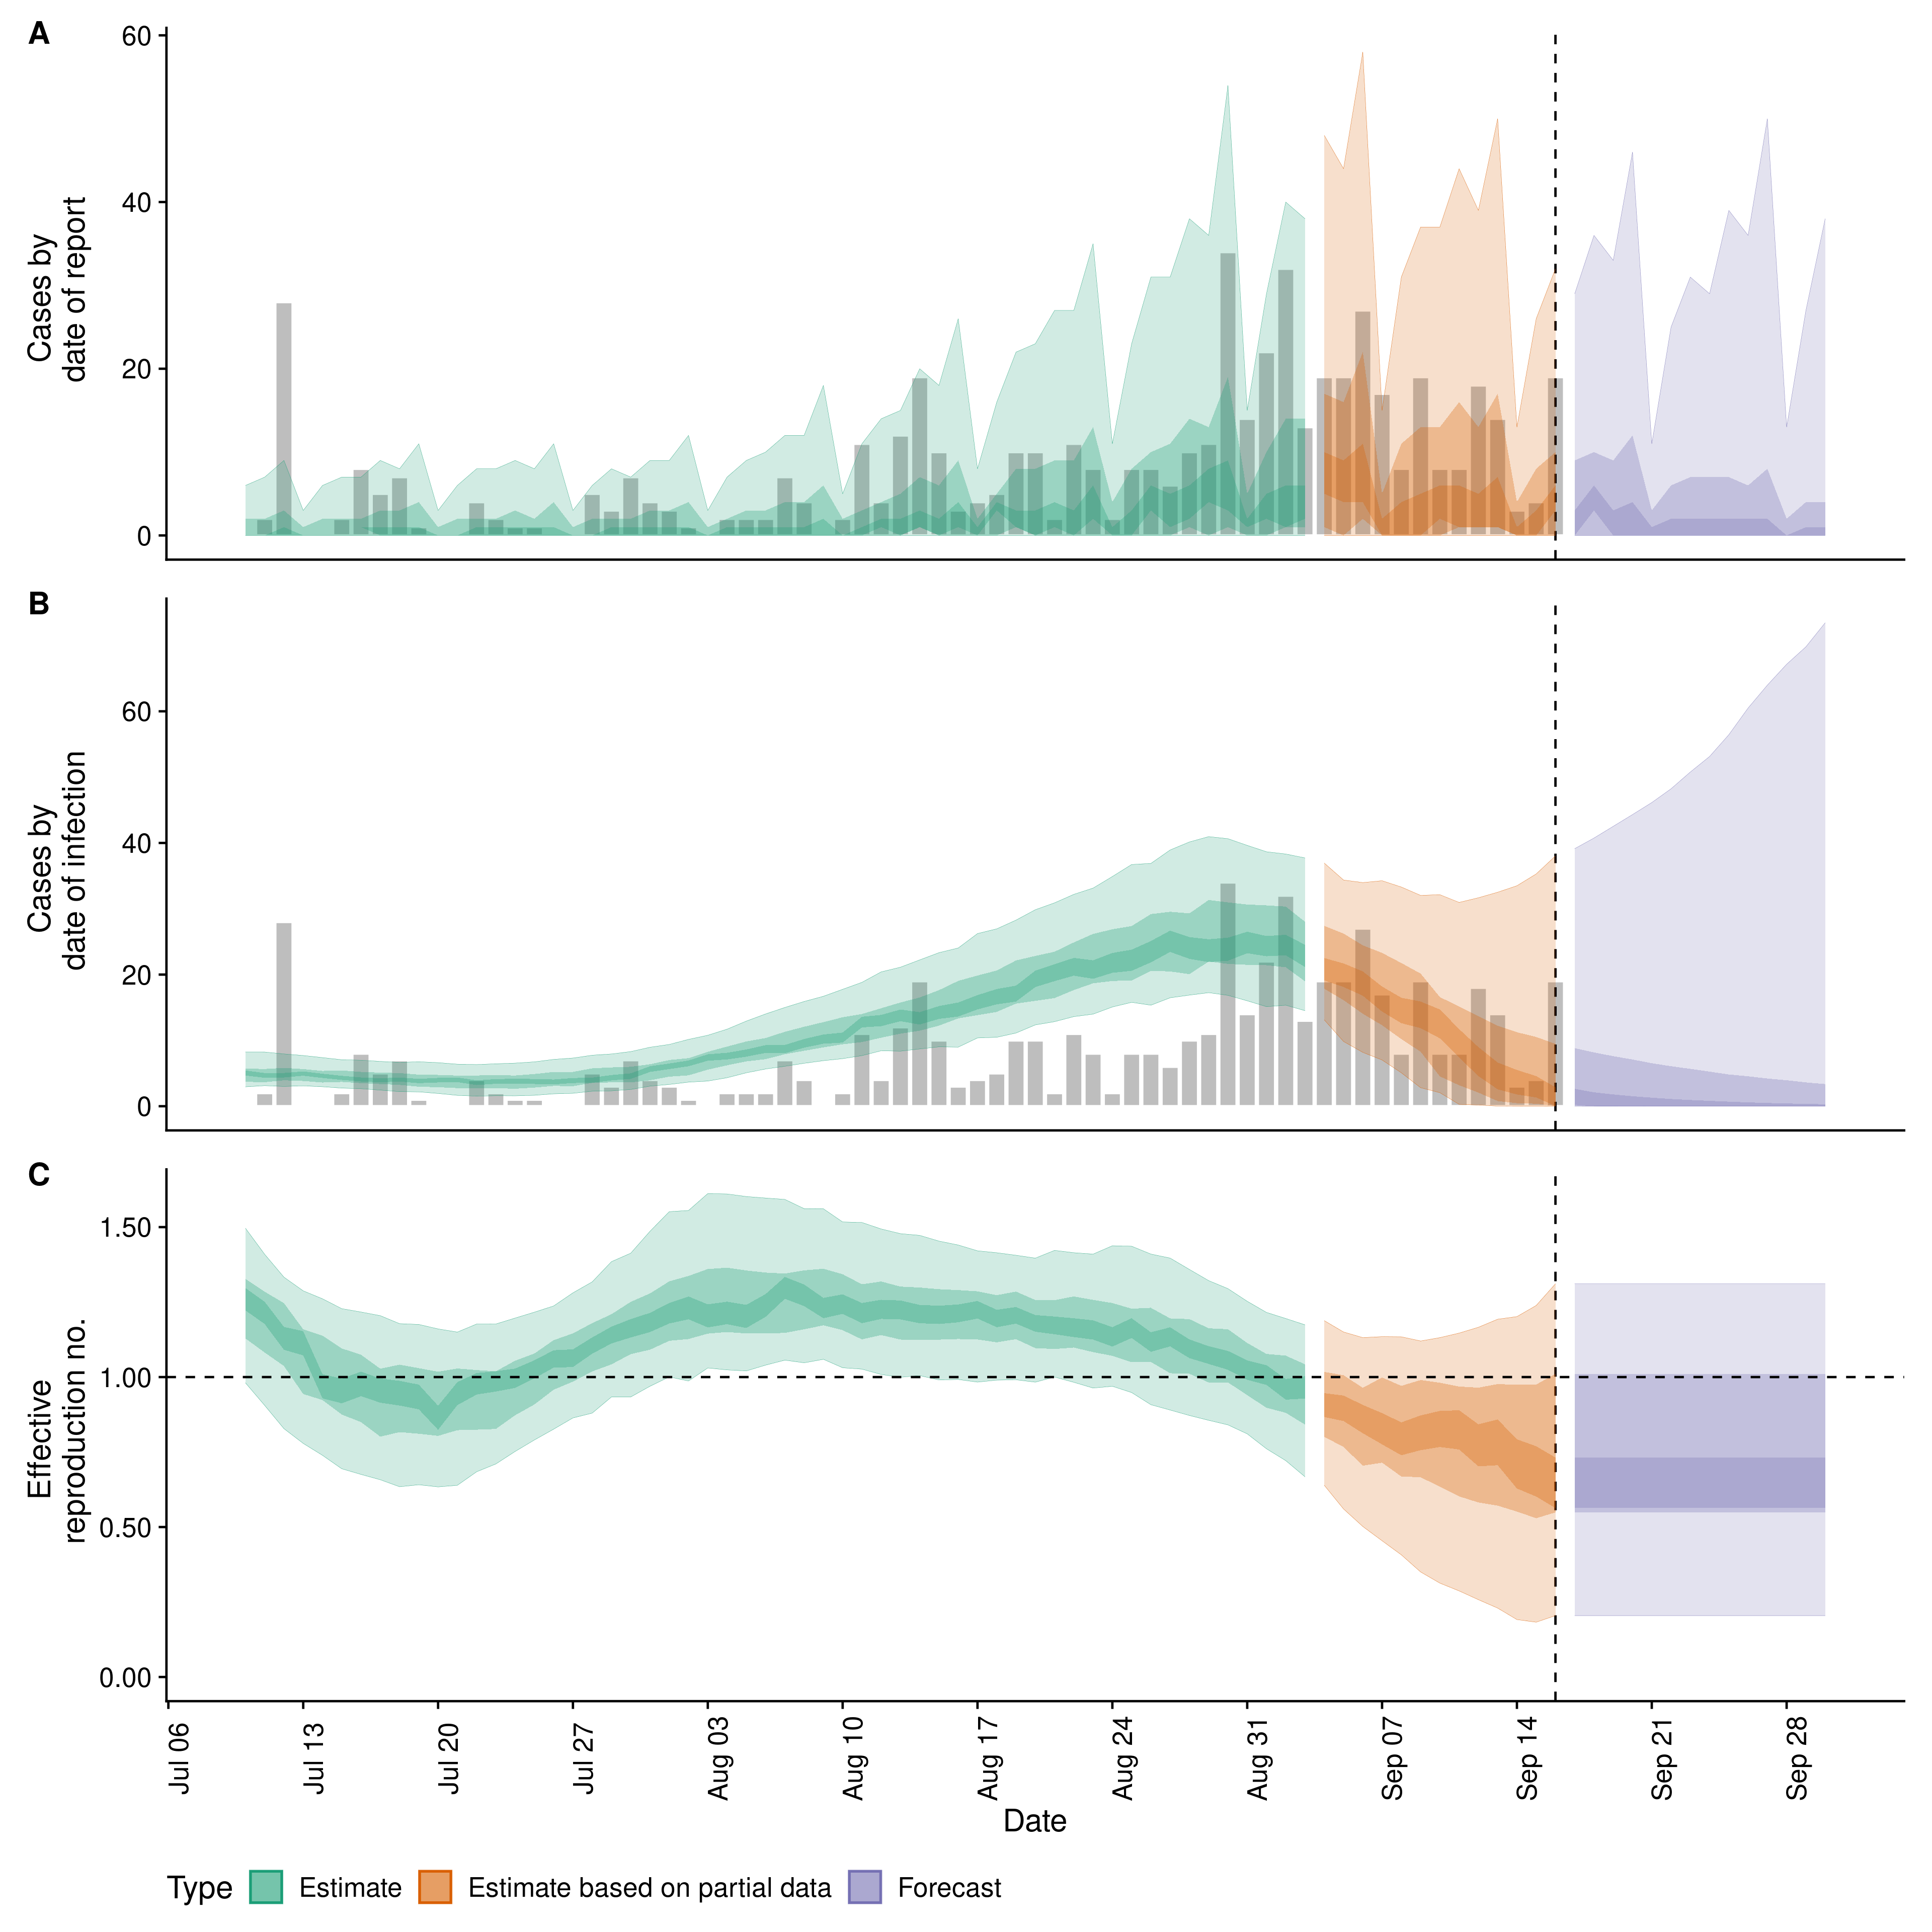 A
Cases by
date of report
60
40
20
0
B
Cases by
date of infection
60
40
20
0
C
Effective
reproduction no.
1.50
1.00
0.50
0.00
Jul 06
Jul 13
Jul 20
Jul 27
Aug 03
Aug 10
Aug 17
Aug 24
Aug 31
Sep 07
Sep 14
Sep 21
Sep 28
Date
Type Estimate Estimate based on partial data Forecast